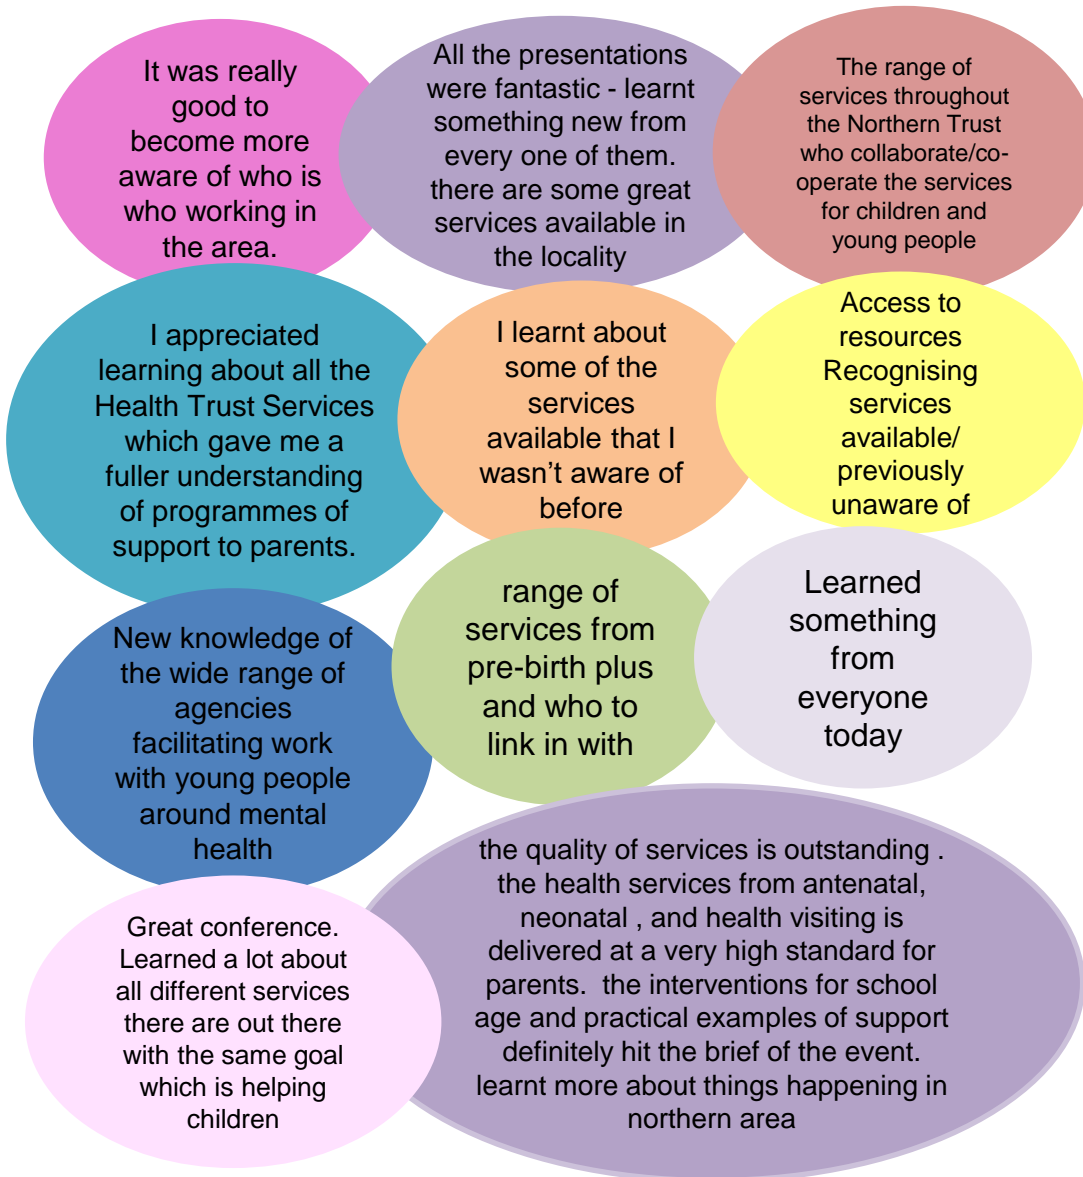 It was really
good to
become more
aware of who is
who working in
the area.
All the presentations
were fantastic - learnt
something new from
every one of them.
there are some great
services available in
the locality
The range of
services throughout
the Northern Trust
who collaborate/co-
operate the services
for children and
young people
I appreciated
learning about all the
Health Trust Services
which gave me a
fuller understanding
of programmes of
support to parents.
I learnt about
some of the
services
available that I
wasn’t aware of
before
Access to
resources
Recognising
services
available/
previously
unaware of
New knowledge of
the wide range of
agencies
facilitating work
with young people
around mental
health
range of
services from
pre-birth plus
and who to
link in with
Learned
something
from
everyone
today
Great conference.
Learned a lot about
all different services
there are out there
with the same goal
which is helping
children
the quality of services is outstanding .
the health services from antenatal,
neonatal , and health visiting is
delivered at a very high standard for
parents.  the interventions for school
age and practical examples of support
definitely hit the brief of the event.
learnt more about things happening in
northern area